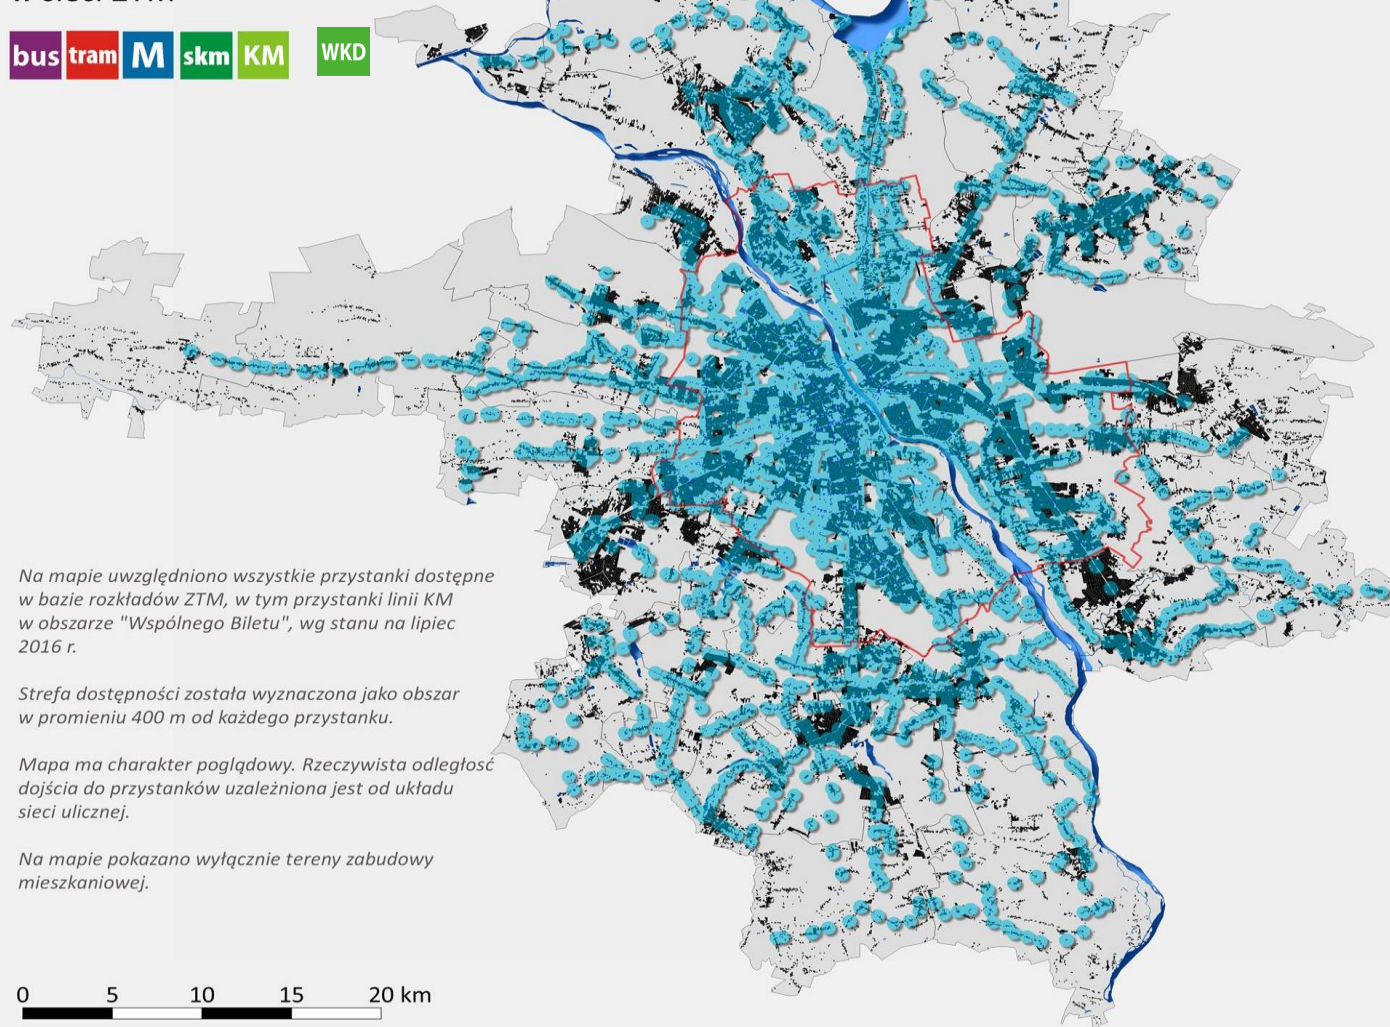 bus tram M skm KM WKD
Na mapie uwzględniono wszystkie przystanki dostępne
w bazie rozkładów ZTM, w tym przystanki linii KM
w obszarze "Wspólnego Biletu", wg stanu na lipiec
2016 r.
Strefa dostępności została wyznaczona jako obszar
w promieniu 400 m od każdego przystanku.
Mapa ma charakter poglądowy. Rzeczywista odległość
dojścia do przystanków uzależniona jest od układu
sieci ulicznej.
Na mapie pokazano wyłącznie tereny zabudowy
mieszkaniowej.
0 5 10 15 20 km